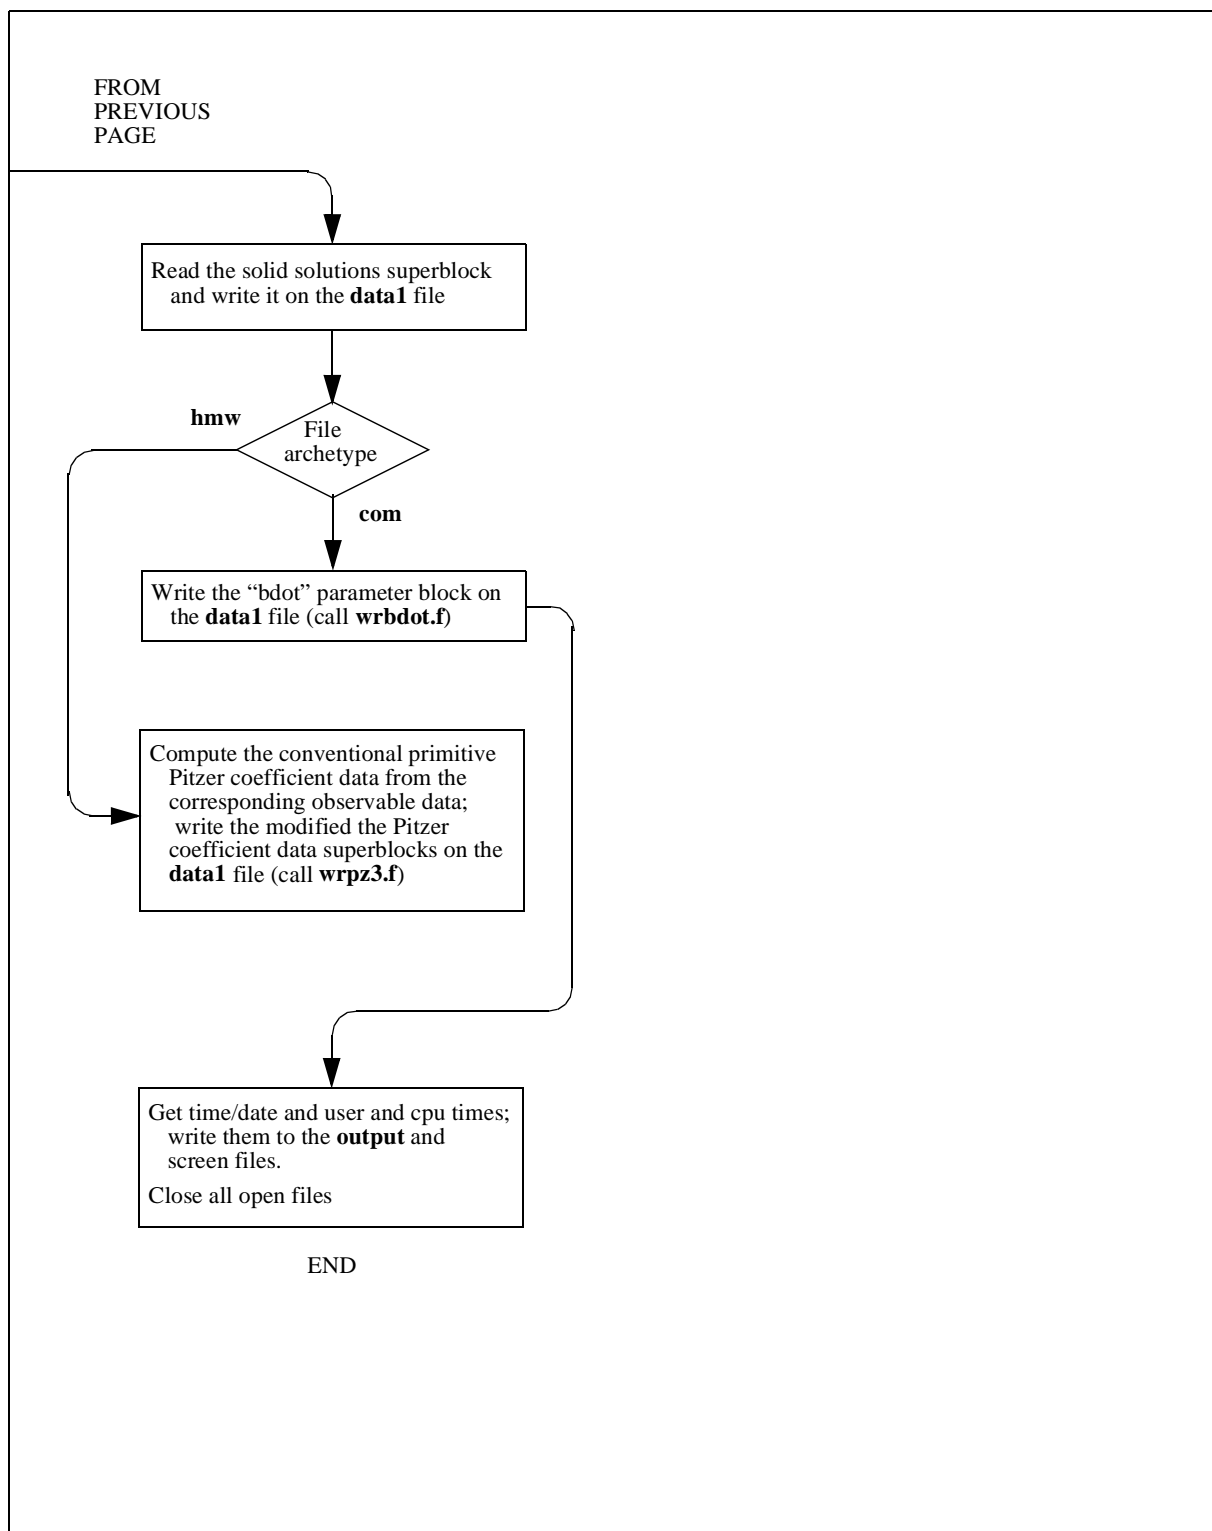 FROM
PREVIOUS
PAGE
Read the solid solutions superblock
and write it on the data1 file
hmw
File
archetype
com
Write the “bdot” parameter block on
the data1 file (call wrbdot.f)
Compute the conventional primitive
Pitzer coefficient data from the
corresponding observable data;
write the modified the Pitzer
coefficient data superblocks on the
data1 file (call wrpz3.f)
Get time/date and user and cpu times;
write them to the output and
screen files.
Close all open files
END